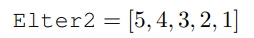 Elter2 = [5, 4, 3, 2, 1]